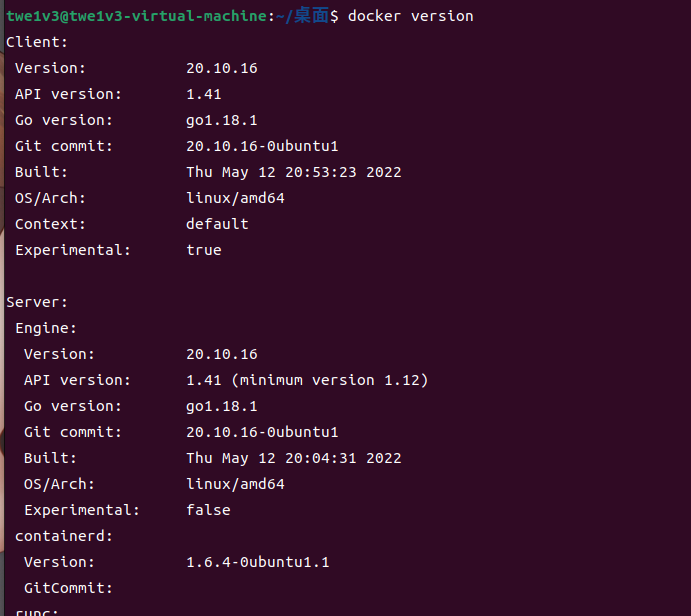 twe1v3@twe1v3-virtual-machine:~/桌面$ docker version
Client:
 Version:           20.10.16
 API version:       1.41
 Go version:        go1.18.1
 Git commit:        20.10.16-0ubuntu1
 Built:             Thu May 12 20:53:23 2022
 OS/Arch:           linux/amd64
 Context:           default
 Experimental:      true

Server:
 Engine:
  Version:          20.10.16
  API version:      1.41 (minimum version 1.12)
  Go version:       go1.18.1
  Git commit:       20.10.16-0ubuntu1
  Built:            Thu May 12 20:04:31 2022
  OS/Arch:          linux/amd64
  Experimental:     false
 containerd:
  Version:          1.6.4-0ubuntu1.1
  GitCommit:
 runc: